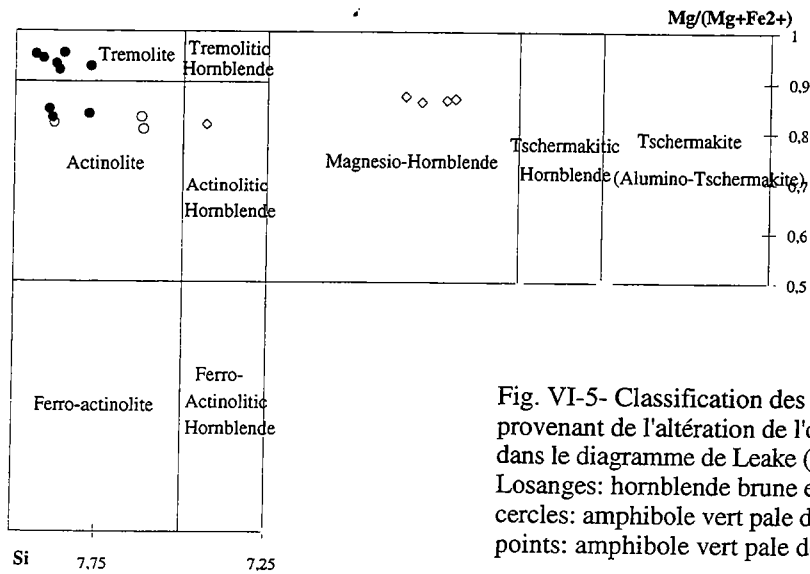 Mg/(Mg+Fe2+)
1
Tremolite
Tremolitic
Hornblende
0,9
0,8
Actinolite
Actinolitic
Hornblende
Magnesio-Hornblende
Tschermakitic
Hornblende
Tschermakite
(Alumino-Tschermakite)
0,7
0,6
0,5
Ferro-actinolite
Ferro-
Actinolitic
Hornblende
Si
7,75
7,25
Fig. VI-5- Classification des
provenant de l'altération de l'
dans le diagramme de Leake (
Losanges: hornblende brune
cercles: amphibole vert pale
points: amphibole vert pale